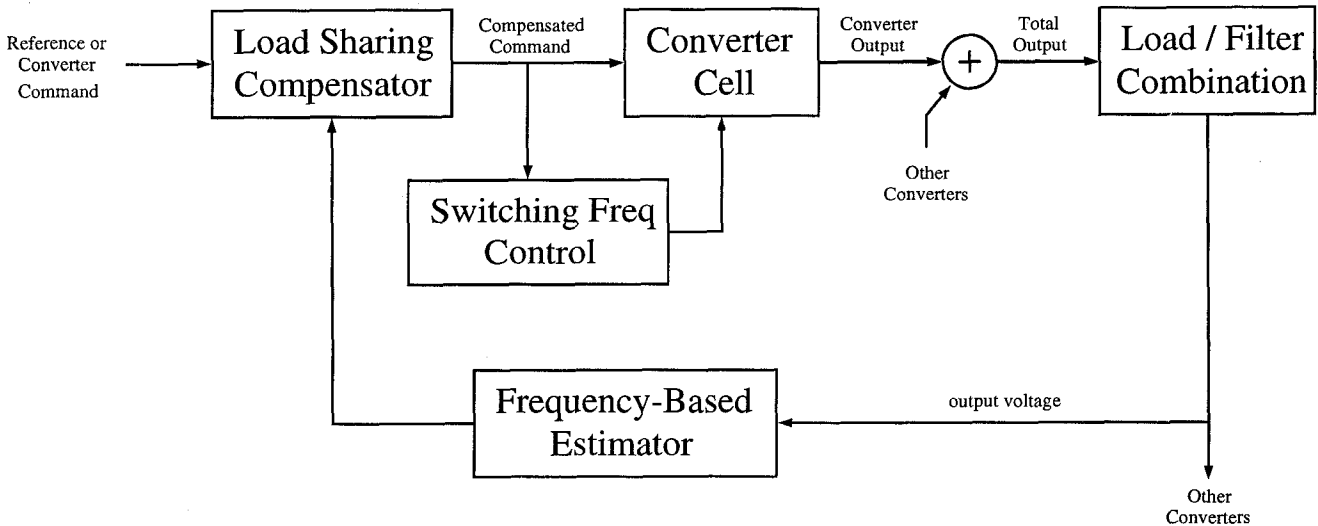 Reference or
Converter
Command
Load Sharing
Compensator
Compensated
Command
Converter
Cell
Converter
Output
+
Total
Output
Load / Filter
Combination
Other
Converters
Switching Freq
Control
Frequency-Based
Estimator
output voltage
Other
Converters